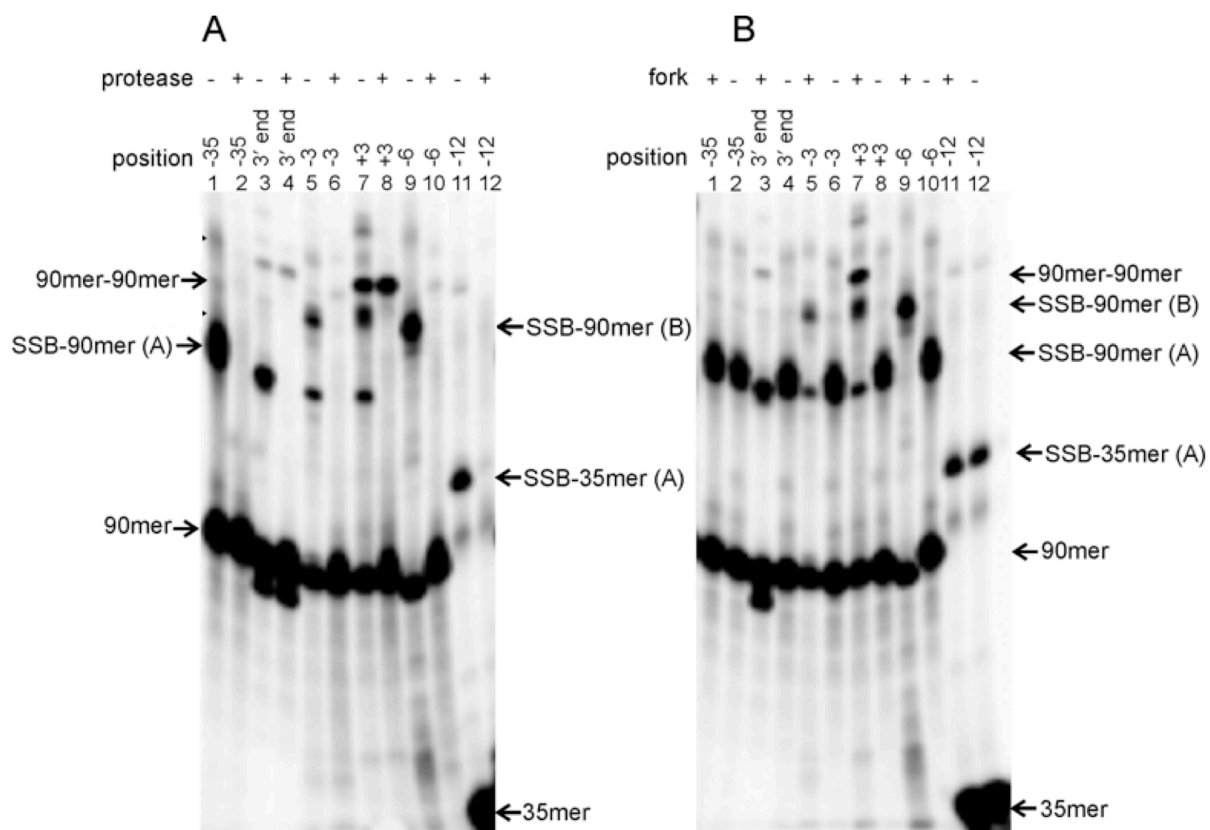 A B
protease - + - + - + - + - + - +
fork + - + - + - + - + - + -
position -35 -35 3' end 3' end -3 -3 +3 +3 -6 -6 -12 -12
1 2 3 4 5 6 7 8 9 10 11 12
position -35 -35 3' end 3' end -3 -3 +3 +3 -6 -6 -12 -12
1 2 3 4 5 6 7 8 9 10 11 12
90mer-90mer
SSB-90mer (A)
90mer
SSB-90mer (B)
SSB-35mer (A)
35mer
90mer-90mer
SSB-90mer (B)
SSB-90mer (A)
SSB-35mer (A)
90mer
35mer